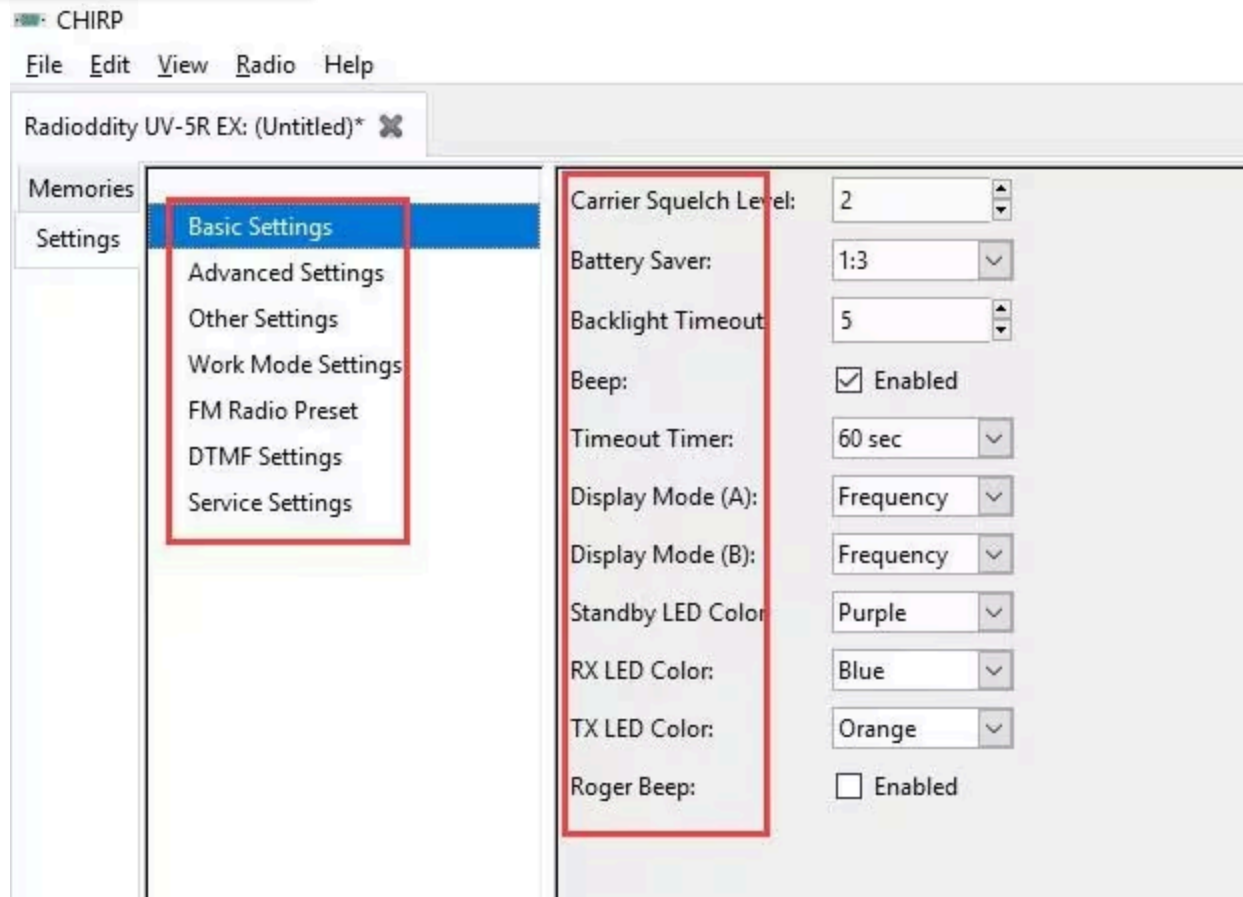 CHIRP
File Edit View Radio Help
Radioddity UV-5R EX: (Untitled)*
Memories
Settings
Basic Settings
Advanced Settings
Other Settings
Work Mode Settings
FM Radio Preset
DTMF Settings
Service Settings
Carrier Squelch Level: 2
Battery Saver: 1:3
Backlight Timeout 5
Beep: Enabled
Timeout Timer: 60 sec
Display Mode (A): Frequency
Display Mode (B): Frequency
Standby LED Color Purple
RX LED Color: Blue
TX LED Color: Orange
Roger Beep: Enabled